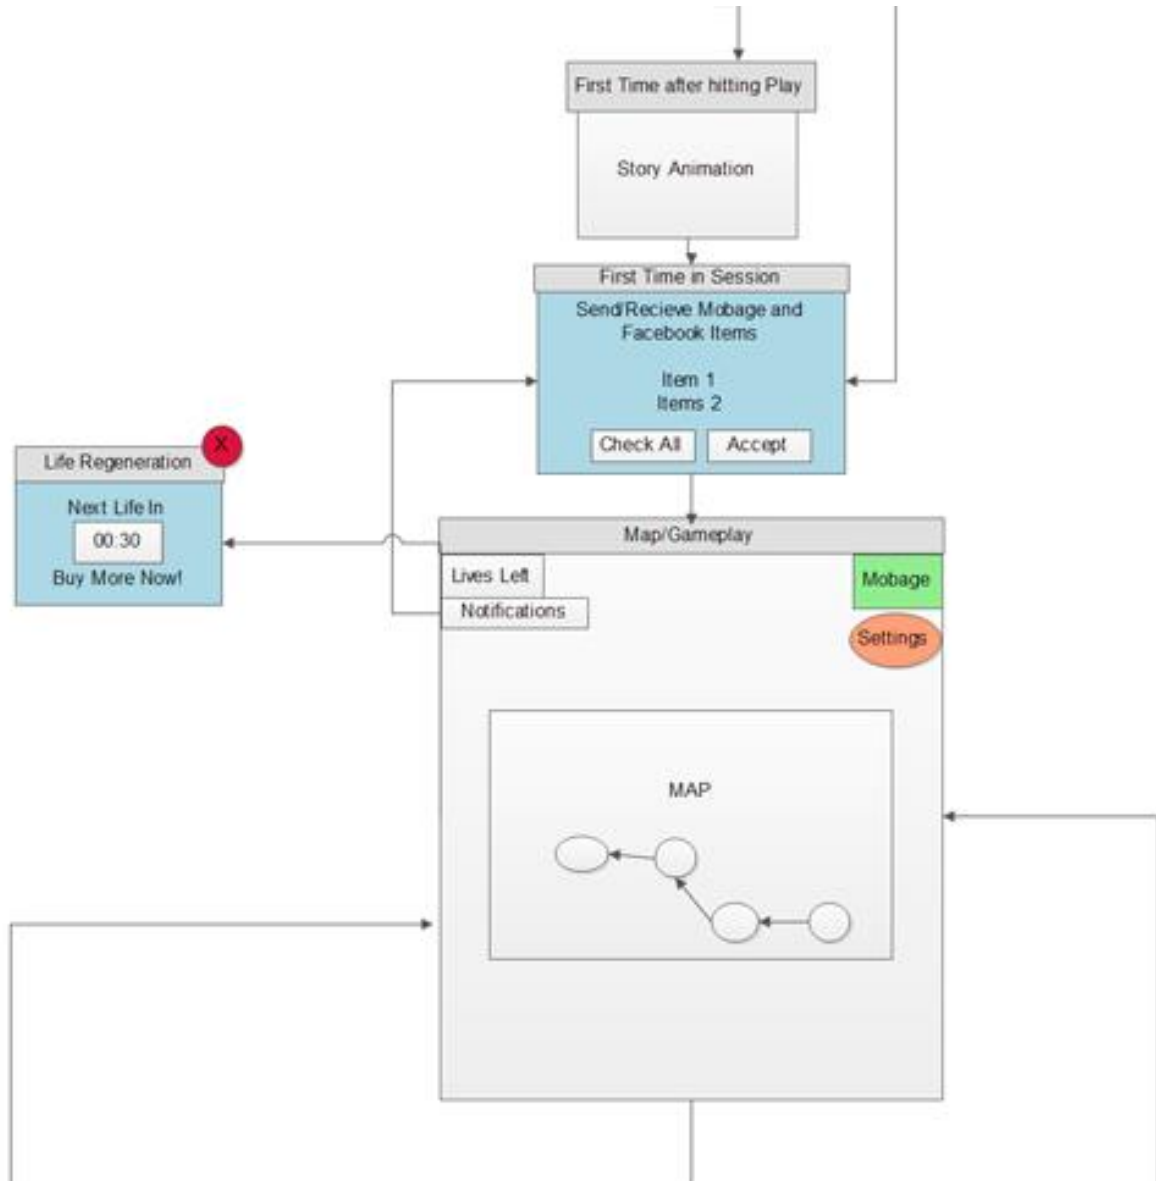 First Time after hitting Play
Story Animation
First Time in Session
Send/Recieve Mobage and
Facebook Items
Item 1
Items 2
Check All
Accept
X
Life Regeneration
Next Life In
00:30
Buy More Now!
Map/Gameplay
Lives Left
Notifications
Mobage
Settings
MAP